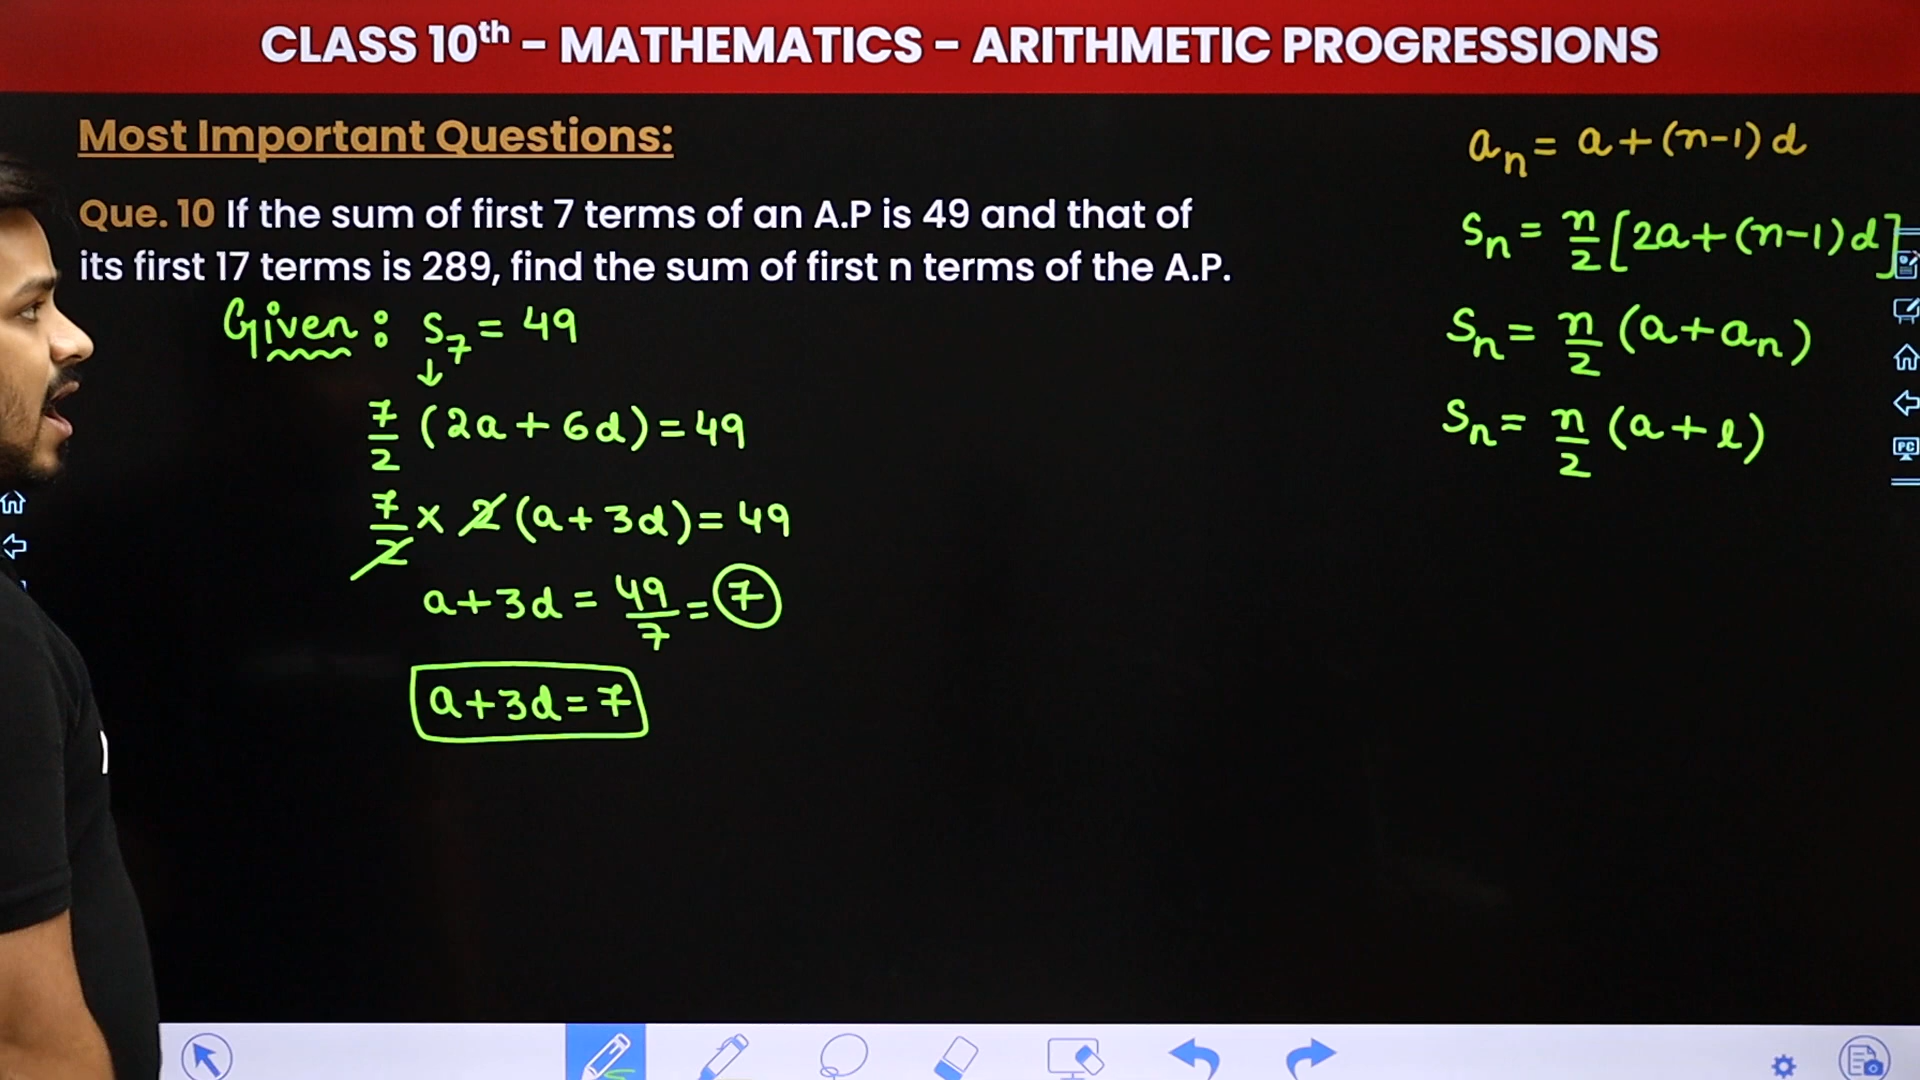 CLASS 10th – MATHEMATICS – ARITHMETIC PROGRESSIONS
Most Important Questions:
Que. 10 If the sum of first 7 terms of an A.P is 49 and that of
its first 17 terms is 289, find the sum of first n terms of the A.P.
Given : S₇ = 49
↓
7/2 (2a + 6d) = 49
7/2 × 2 (a + 3d) = 49
a + 3d = 49/7 = 7
a + 3d = 7
aₙ = a + (n-1) d
Sₙ = n/2 [2a + (n-1) d]
Sₙ = n/2 (a + aₙ)
Sₙ = n/2 (a + l)
PC